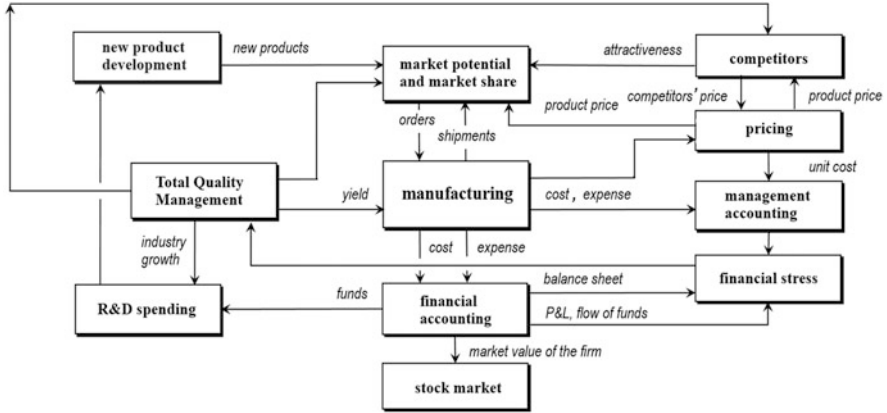 new product
development
new products
market potential
and market share
attractiveness
competitors
product price
competitors' price
product price
orders
shipments
pricing
unit cost
Total Quality
Management
yield
manufacturing
cost, expense
management
accounting
industry
growth
cost
expense
balance sheet
financial stress
R&D spending
funds
financial
accounting
P&L, flow of funds
market value of the firm
stock market